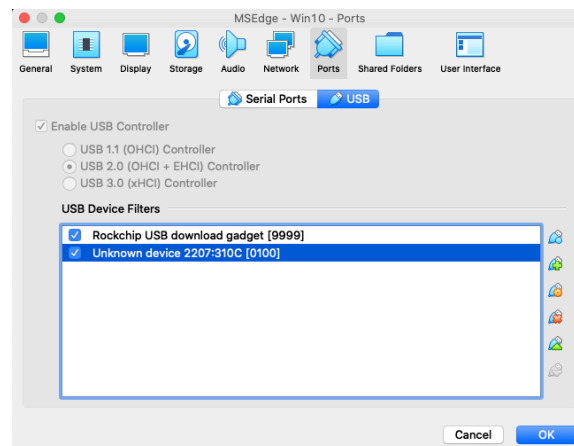 MSEdge - Win10 - Ports
General System Display Storage Audio Network Ports Shared Folders User Interface
Serial Ports USB
Enable USB Controller
USB 1.1 (OHCI) Controller
USB 2.0 (OHCI + EHCI) Controller
USB 3.0 (xHCI) Controller
USB Device Filters
Rockchip USB download gadget [9999]
Unknown device 2207:310C [0100]
Cancel OK